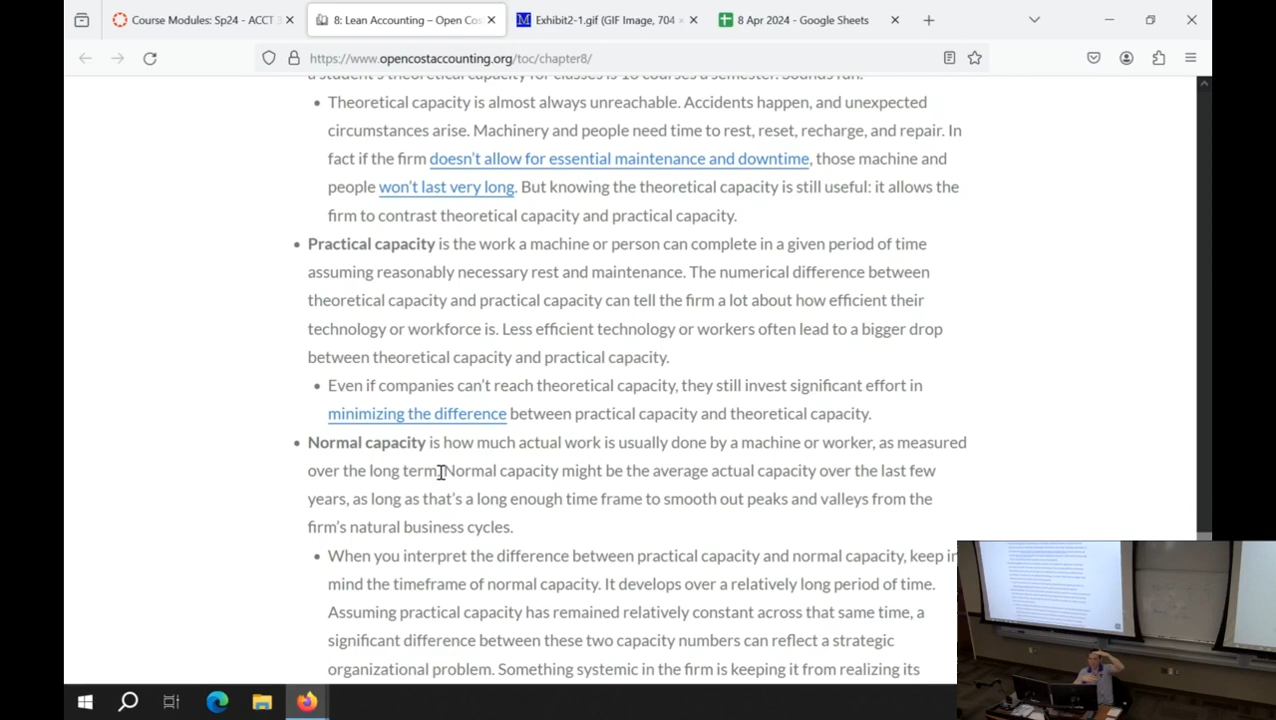 Course Modules: Sp24 - ACCT 3
8: Lean Accounting – Open Cos
Exhibit2-1.gif (GIF Image, 704 ×
8 Apr 2024 - Google Sheets
https://www.opencostaccounting.org/toc/chapter8/
a student's theoretical capacity for classes is 16 courses a semester. Sounds fun.
Theoretical capacity is almost always unreachable. Accidents happen, and unexpected
circumstances arise. Machinery and people need time to rest, reset, recharge, and repair. In
fact if the firm doesn't allow for essential maintenance and downtime, those machine and
people won't last very long. But knowing the theoretical capacity is still useful: it allows the
firm to contrast theoretical capacity and practical capacity.
Practical capacity is the work a machine or person can complete in a given period of time
assuming reasonably necessary rest and maintenance. The numerical difference between
theoretical capacity and practical capacity can tell the firm a lot about how efficient their
technology or workforce is. Less efficient technology or workers often lead to a bigger drop
between theoretical capacity and practical capacity.
Even if companies can't reach theoretical capacity, they still invest significant effort in
minimizing the difference between practical capacity and theoretical capacity.
Normal capacity is how much actual work is usually done by a machine or worker, as measured
over the long term. Normal capacity might be the average actual capacity over the last few
years, as long as that's a long enough time frame to smooth out peaks and valleys from the
firm's natural business cycles.
When you interpret the difference between practical capacity and normal capacity, keep in
mind the timeframe of normal capacity. It develops over a relatively long period of time.
Assuming practical capacity has remained relatively constant across that same time, a
significant difference between these two capacity numbers can reflect a strategic
organizational problem. Something systemic in the firm is keeping it from realizing its